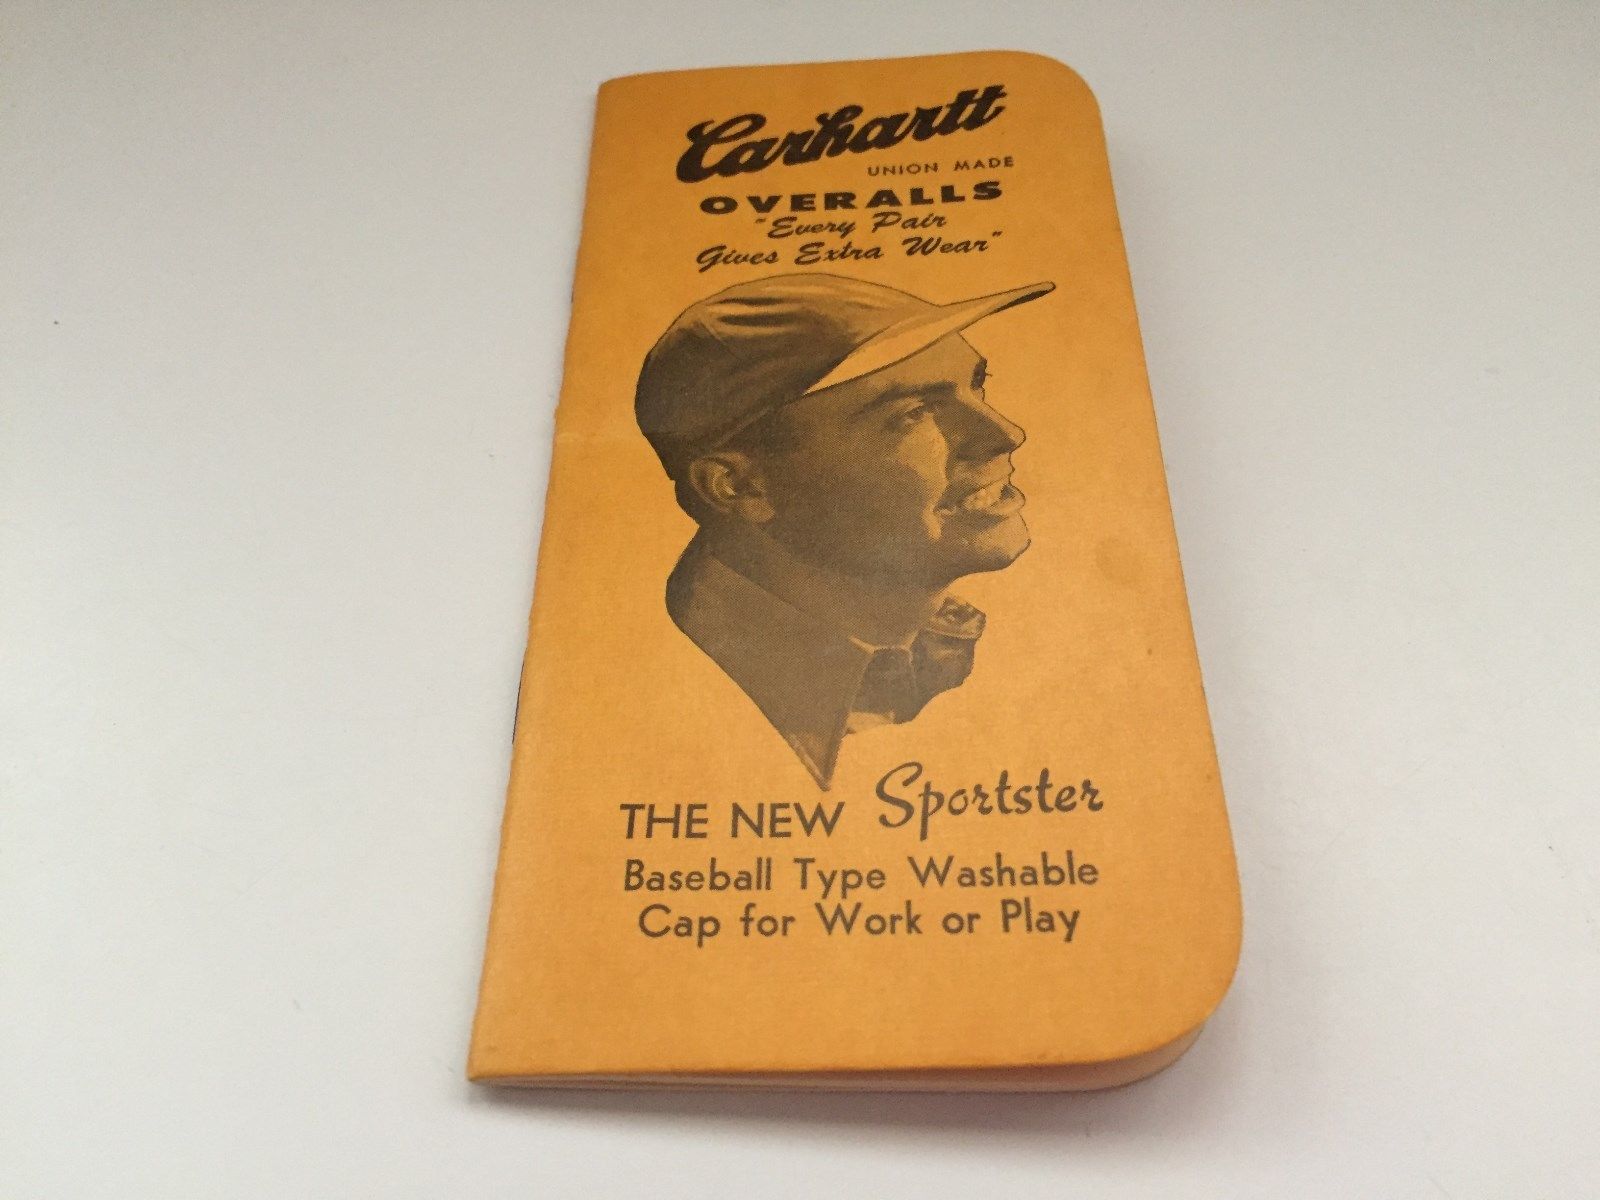 Carhartt
UNION MADE
OVERALLS
"Every Pair
Gives Extra Wear"
THE NEW Sportster
Baseball Type Washable
Cap for Work or Play